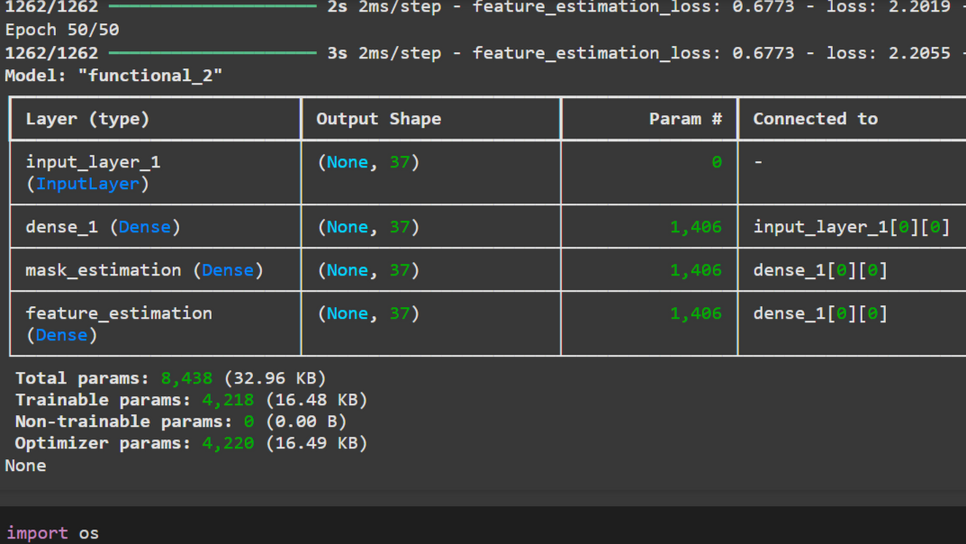 1262/1262 ━━━━━━━━━━━━━━━━━━━━ 2s 2ms/step - feature_estimation_loss: 0.6773 - loss: 2.2019 -
Epoch 50/50
1262/1262 ━━━━━━━━━━━━━━━━━━━━ 3s 2ms/step - feature_estimation_loss: 0.6773 - loss: 2.2055 -
Model: "functional_2"
Layer (type) Output Shape Param # Connected to
input_layer_1 (None, 37) 0 -
(InputLayer)
dense_1 (Dense) (None, 37) 1,406 input_layer_1[0][0]
mask_estimation (Dense) (None, 37) 1,406 dense_1[0][0]
feature_estimation (None, 37) 1,406 dense_1[0][0]
(Dense)
Total params: 8,438 (32.96 KB)
Trainable params: 4,218 (16.48 KB)
Non-trainable params: 0 (0.00 B)
Optimizer params: 4,220 (16.49 KB)
None
import os